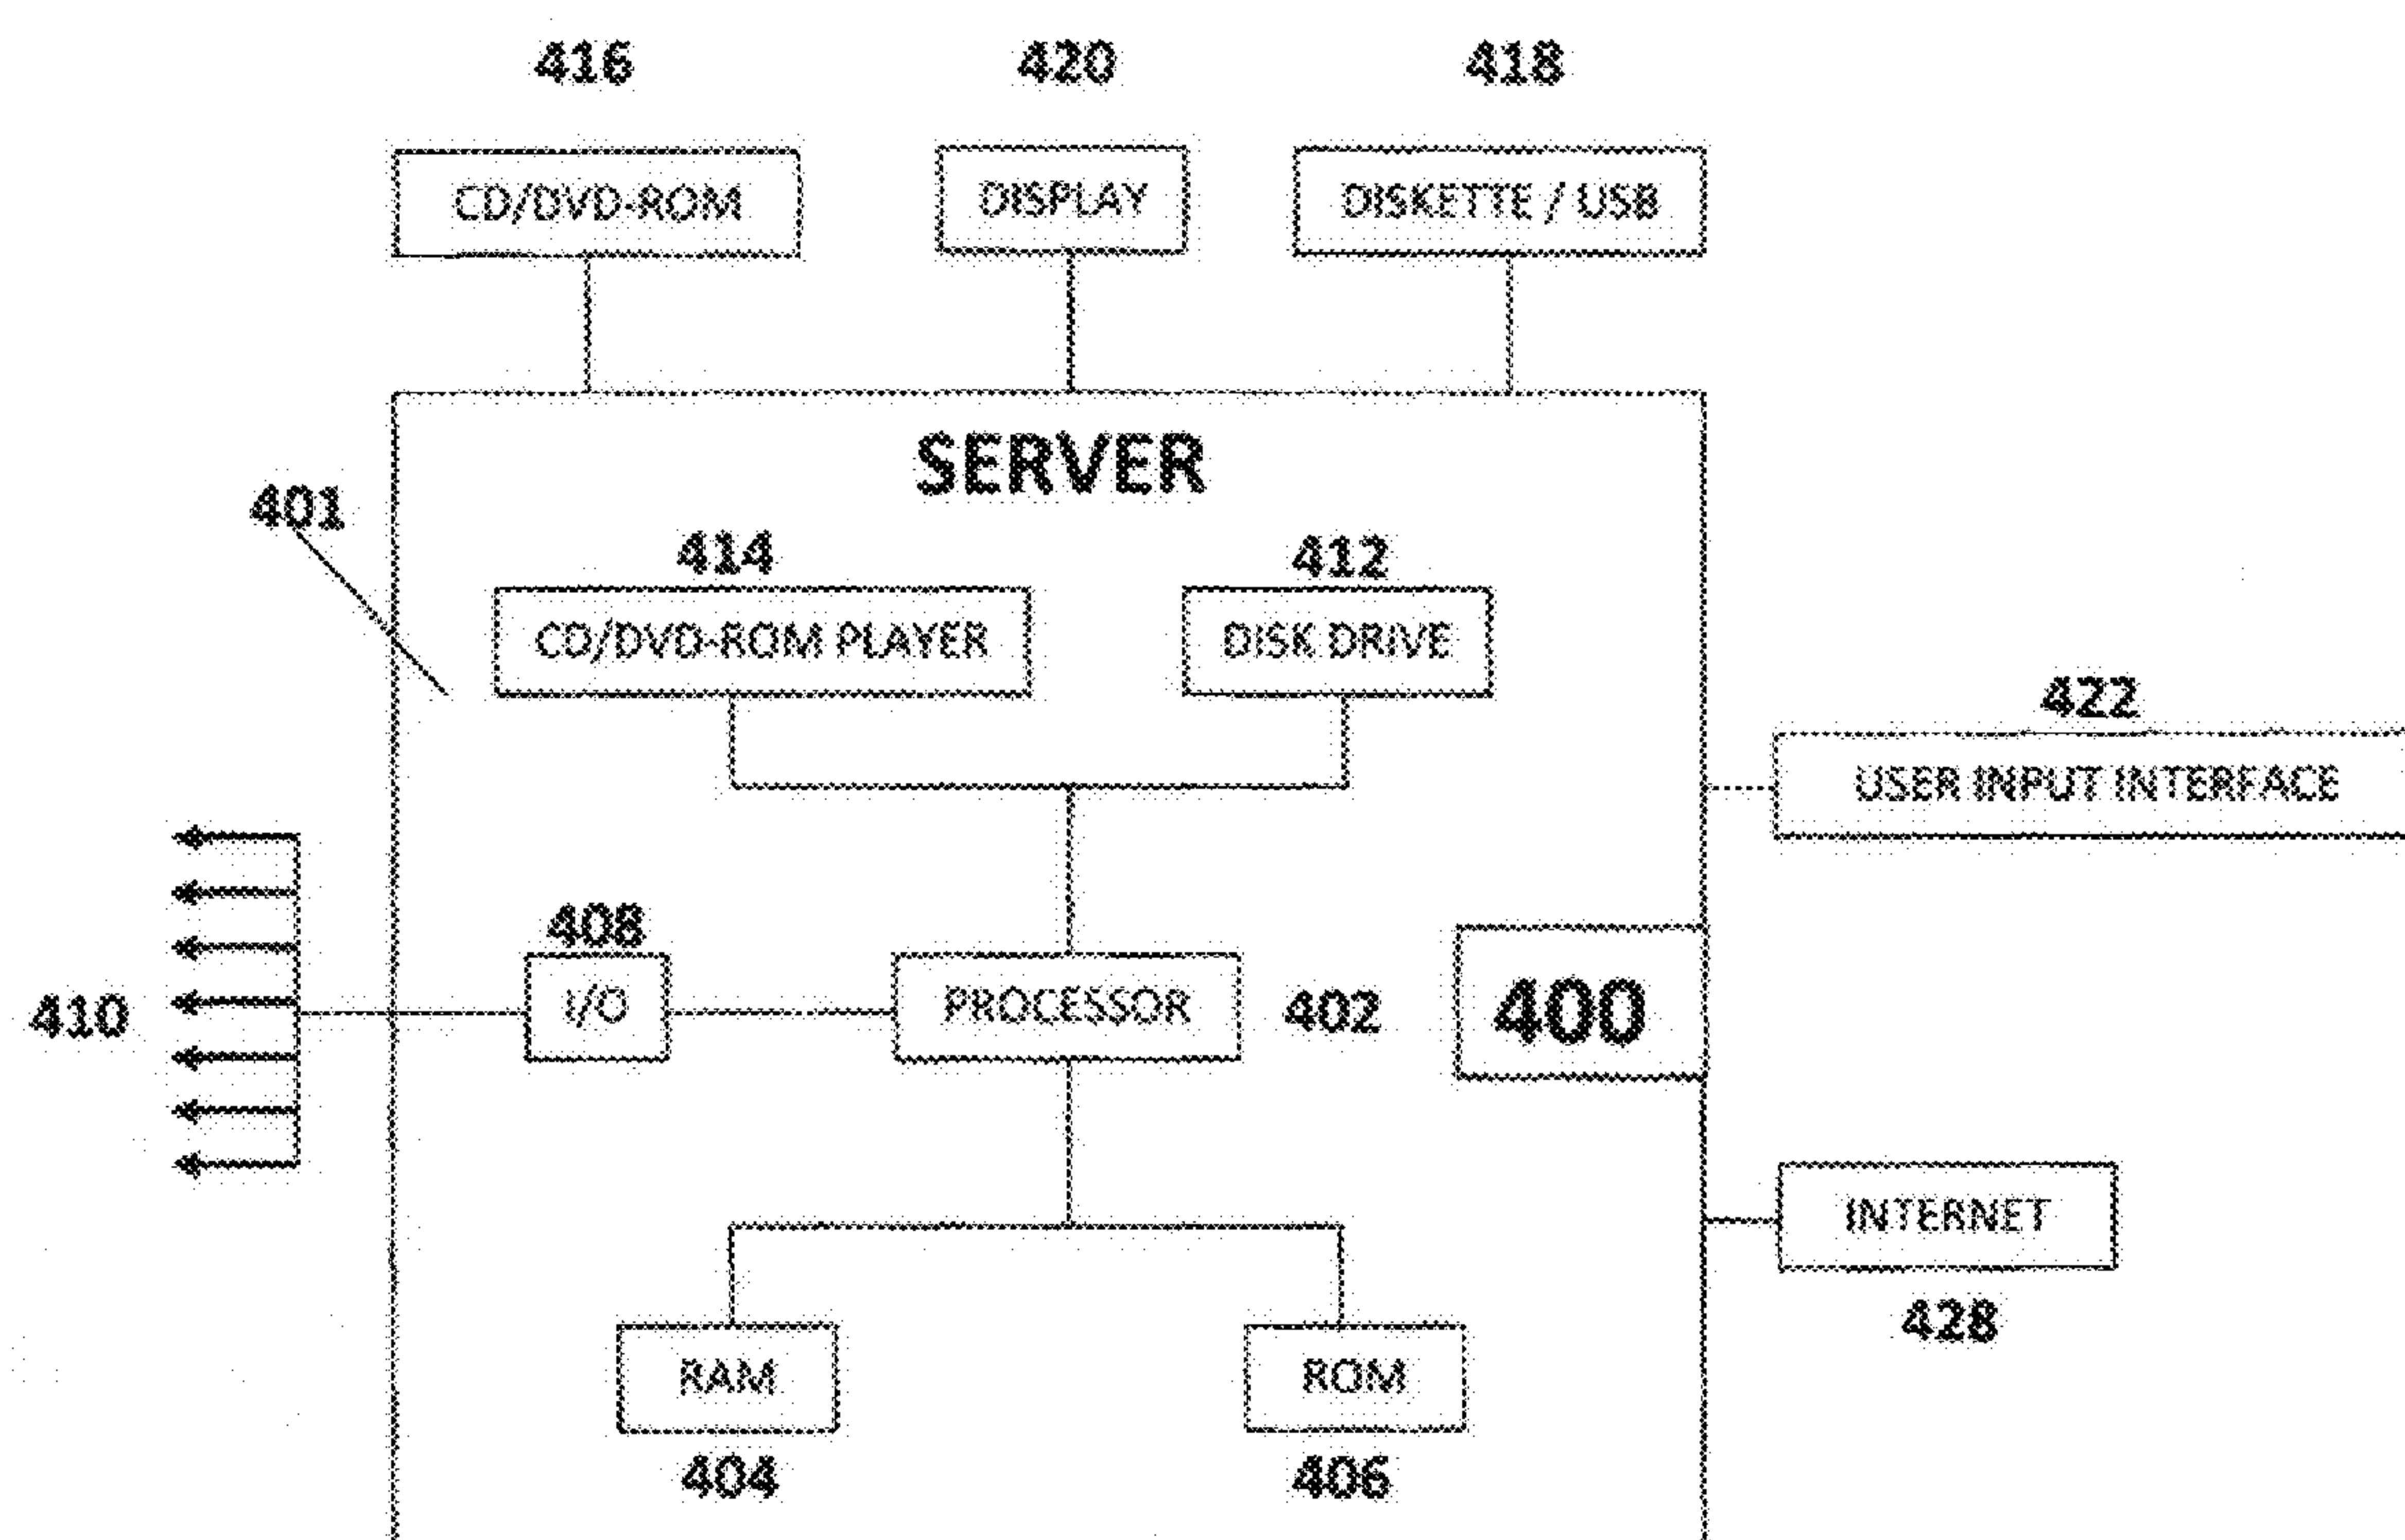 416
420
418
CD/DVD-ROM
DISPLAY
DISKETTE / USB
SERVER
401
414
412
CD/DVD-ROM PLAYER
DISK DRIVE
422
USER INPUT INTERFACE
408
I/O
PROCESSOR
402
400
410
INTERNET
428
RAM
ROM
404
406